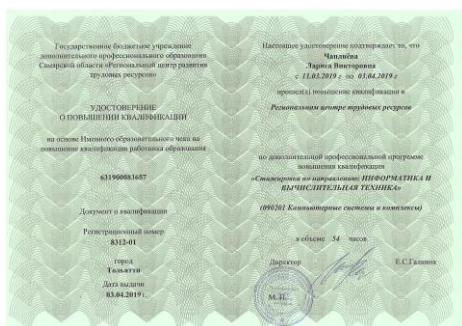 Государственное бюджетное учреждение
дополнительного профессионального образования
Самарской области «Региональный центр развития
трудовых ресурсов»
УДОСТОВЕРЕНИЕ
О ПОВЫШЕНИИ КВАЛИФИКАЦИИ
на основе Именного образовательного чека на
повышение квалификации работника образования
631900083657
Документ о квалификации
Регистрационный номер
8312-01
город
Тольятти
Дата выдачи
03.04.2019 г.
Настоящее удостоверение подтверждает то, что
Лариса Викторовна
с 11.03.2019 г по 03.04.2019 г
прошел(а) повышение квалификации в
Региональном центре трудовых ресурсов
по дополнительной профессиональной программе
повышения квалификации
«Стажировка по направлению: ИНФОРМАТИКА И
ВЫЧИСЛИТЕЛЬНАЯ ТЕХНИКА»
(090201 Компьютерные системы и комплексы)
в объеме 54 часов
Директор
М.П.